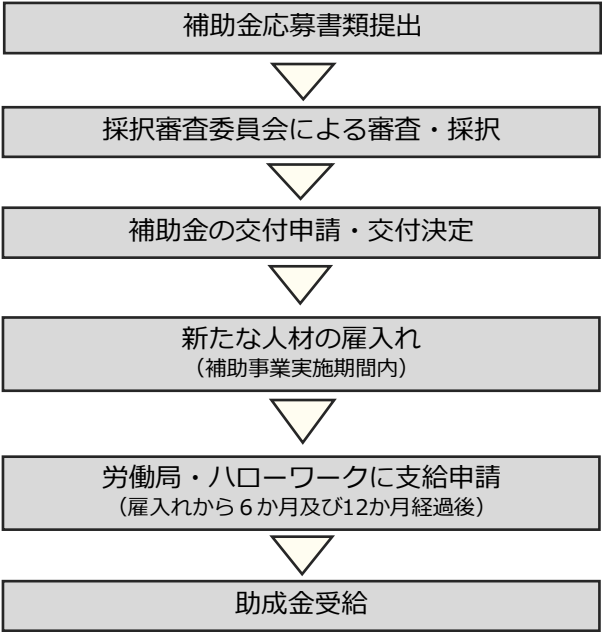 補助金応募書類提出
採択審査委員会による審査・採択
補助金の交付申請・交付決定
新たな人材の雇入れ
（補助事業実施期間内）
労働局・ハローワークに支給申請
（雇入れから６か月及び12か月経過後）
助成金受給